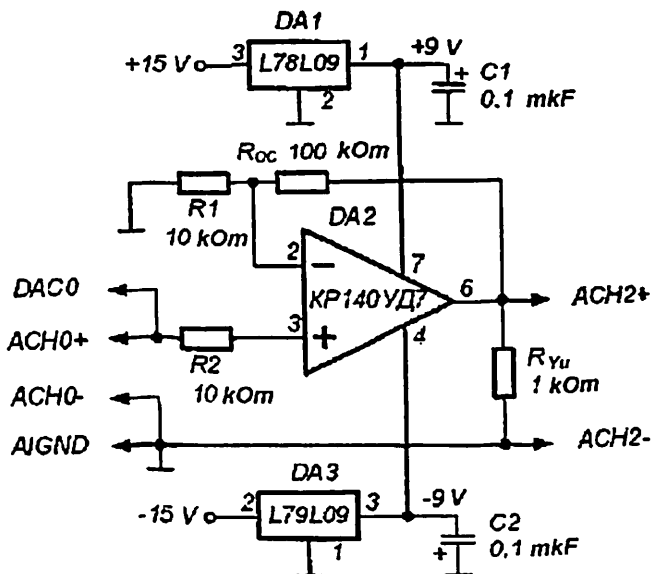 DA1
+15 V
3
L78L09
1
+9 V
2
+
C1
0.1 mkF
ROC 100 kOm
R1
10 kOm
DA2
2
–
7
DAC0
КР140УД7
6
ACH2+
ACH0+
3
+
4
R2
10 kOm
RYu
1 kOm
ACH0-
AIGND
ACH2-
DA3
-15 V
2
L79L09
3
-9 V
1
+
C2
0,1 mkF